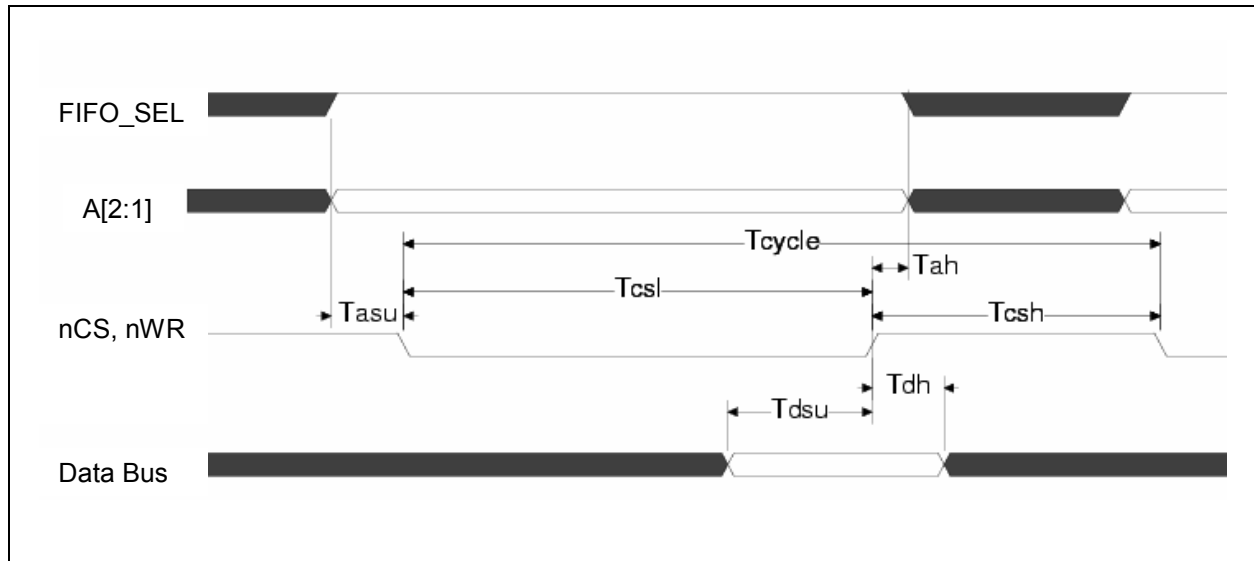 FIFO_SEL
A[2:1]
Tcycle
Tah
Tcsl
Tasu
Tcsh
nCS, nWR
Tdh
Tdsu
Data Bus